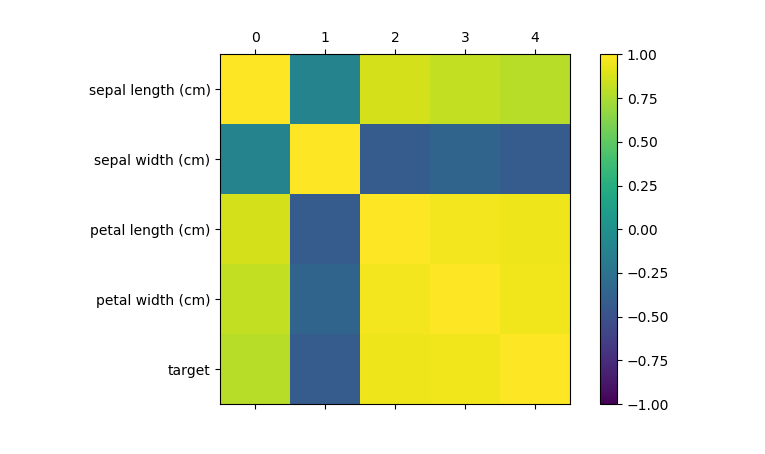 0 1 2 3 4
sepal length (cm)
sepal width (cm)
petal length (cm)
petal width (cm)
target
1.00
0.75
0.50
0.25
0.00
−0.25
−0.50
−0.75
−1.00